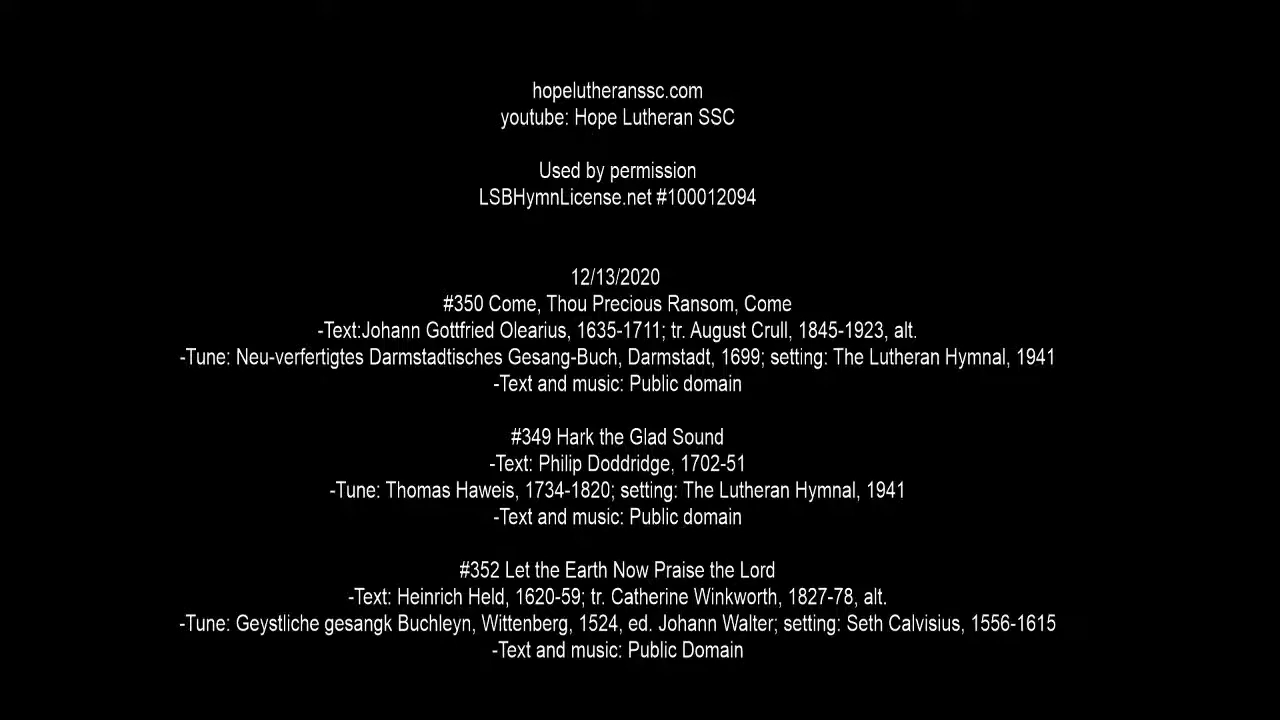 hopelutheranssc.com
youtube: Hope Lutheran SSC
Used by permission
LSBHymnLicense.net #100012094
12/13/2020
#350 Come, Thou Precious Ransom, Come
-Text:Johann Gottfried Olearius, 1635-1711; tr. August Crull, 1845-1923, alt.
-Tune: Neu-verfertigtes Darmstadtisches Gesang-Buch, Darmstadt, 1699; setting: The Lutheran Hymnal, 1941
-Text and music: Public domain
#349 Hark the Glad Sound
-Text: Philip Doddridge, 1702-51
-Tune: Thomas Haweis, 1734-1820; setting: The Lutheran Hymnal, 1941
-Text and music: Public domain
#352 Let the Earth Now Praise the Lord
-Text: Heinrich Held, 1620-59; tr. Catherine Winkworth, 1827-78, alt.
-Tune: Geystliche gesangk Buchleyn, Wittenberg, 1524, ed. Johann Walter; setting: Seth Calvisius, 1556-1615
-Text and music: Public Domain